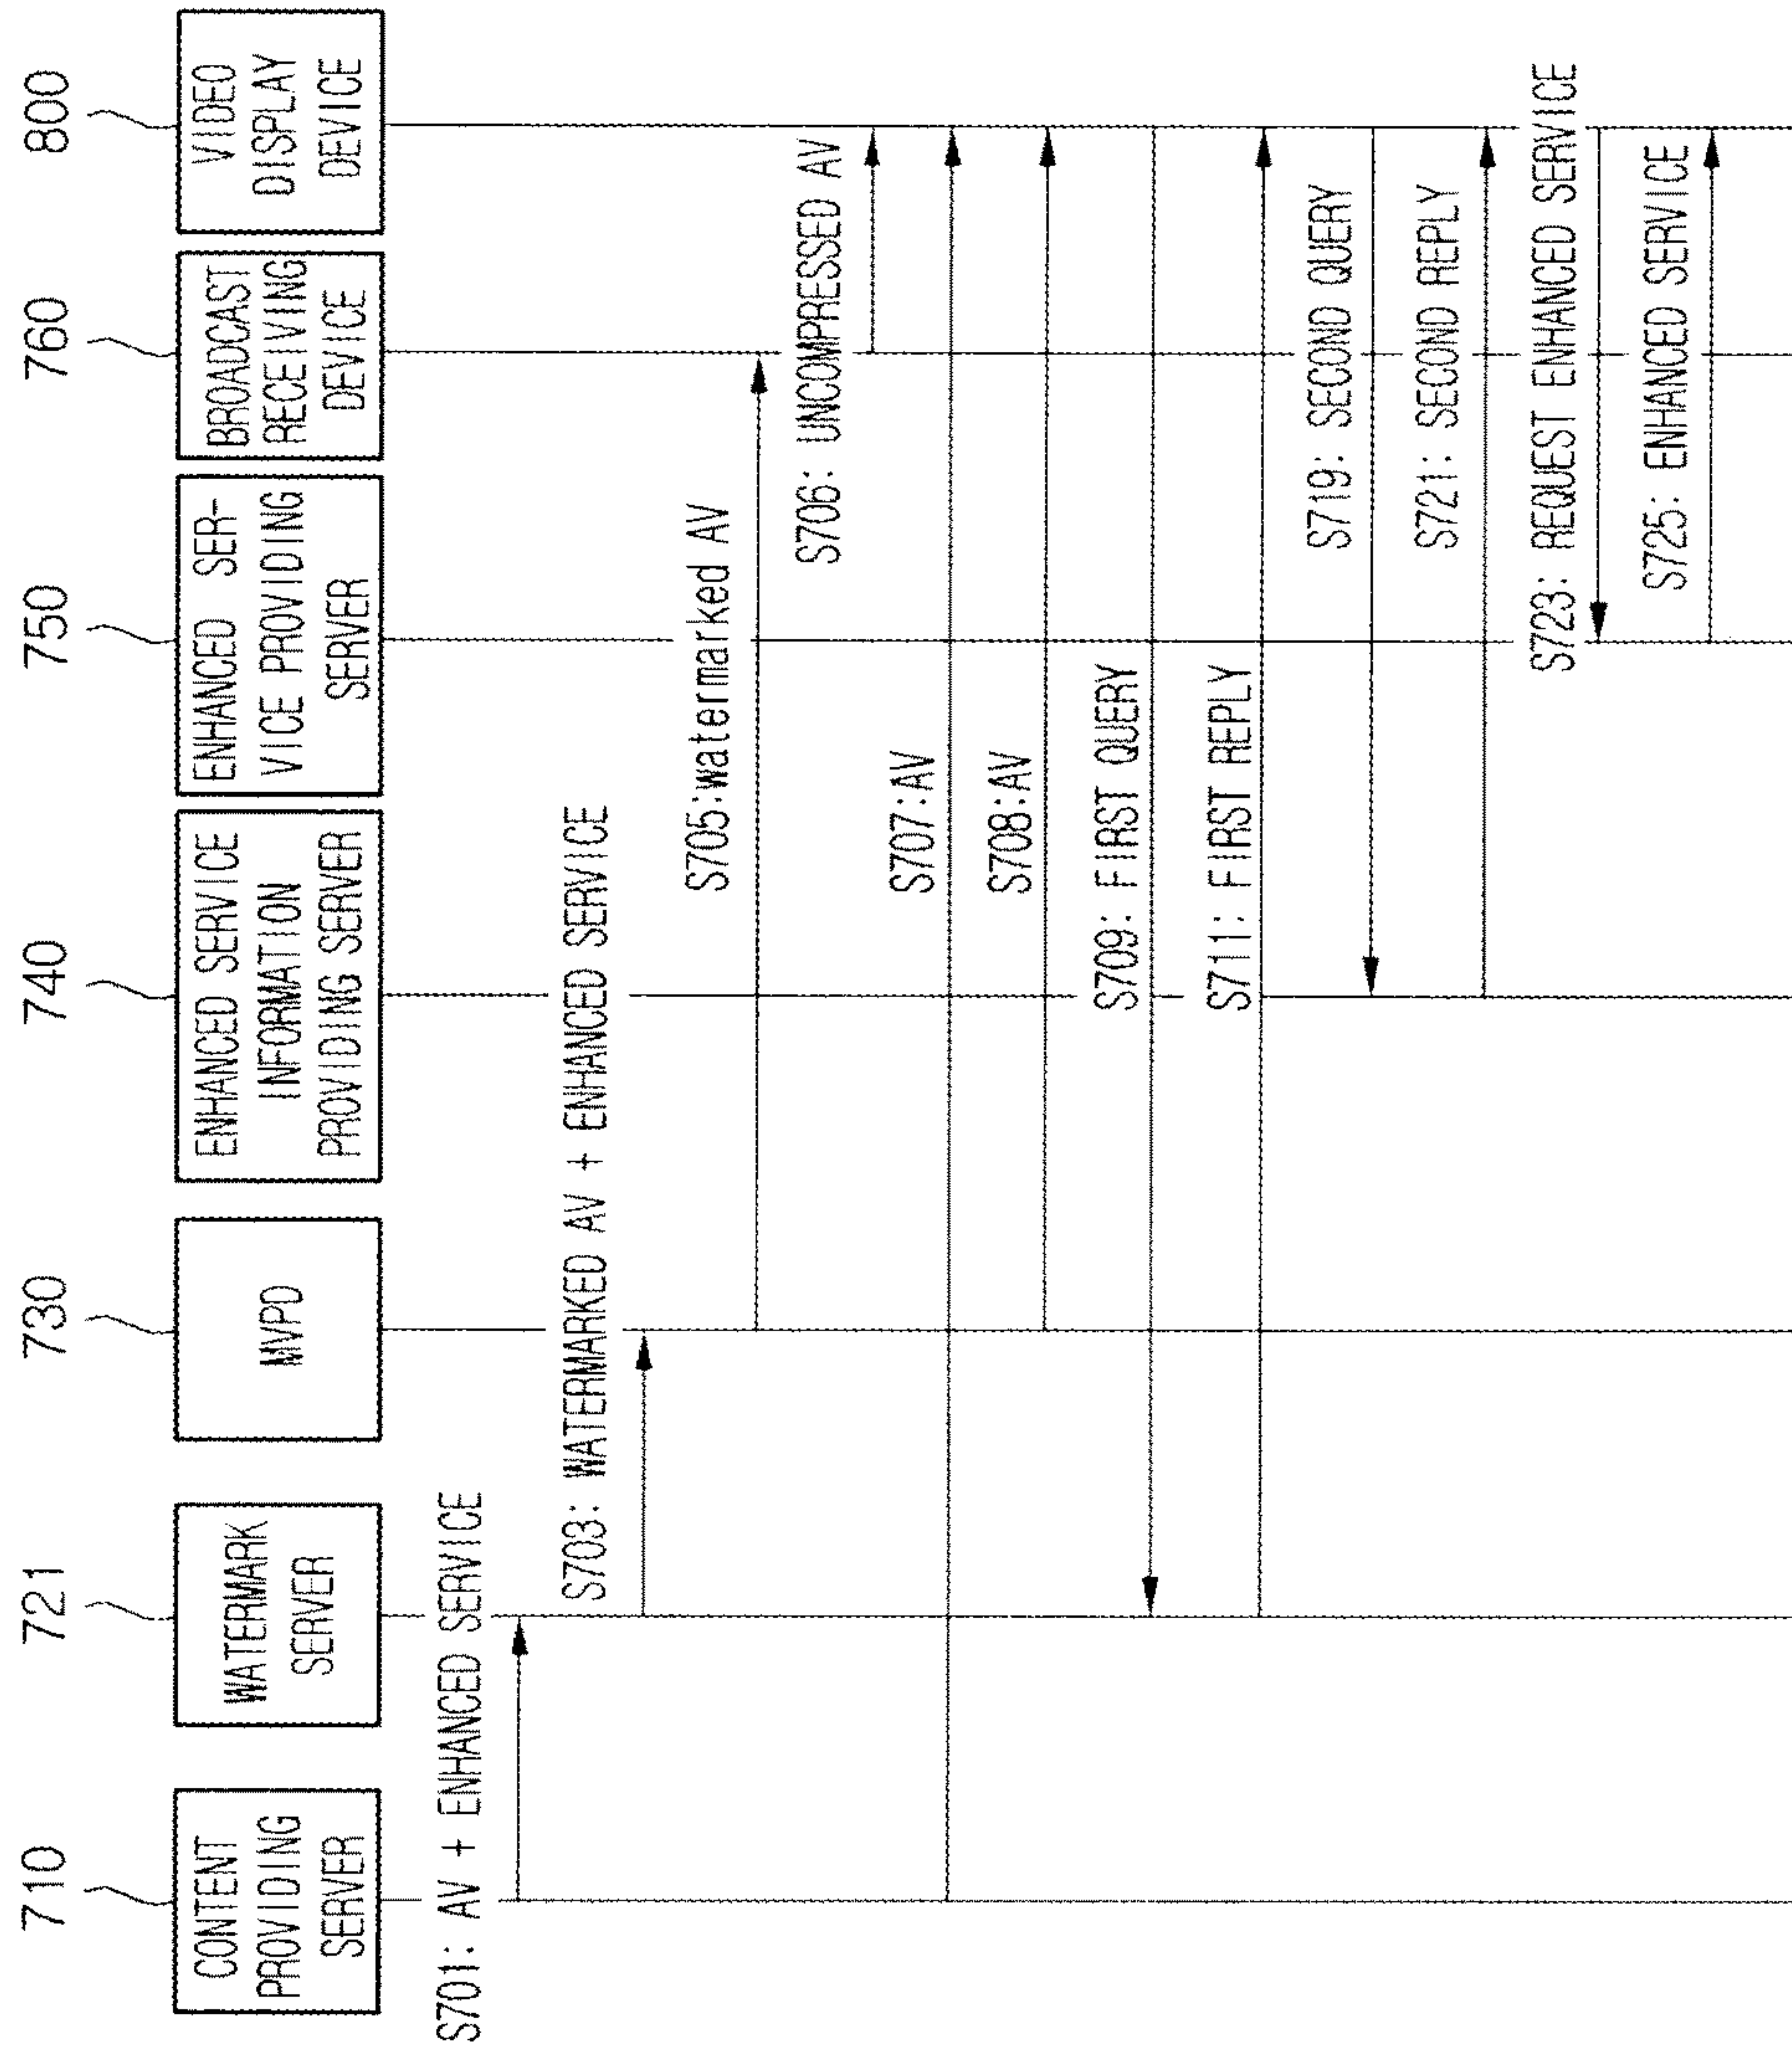 710
721
730
740
750
760
800
CONTENT
PROVIDING
SERVER
WATERMARK
SERVER
MVPD
ENHANCED SERVICE
INFORMATION
PROVIDING SERVER
ENHANCED SER-
VICE PROVIDING
SERVER
BROADCAST
RECEIVING
DEVICE
VIDEO
DISPLAY
DEVICE
S701: AV + ENHANCED SERVICE
S703: WATERMARKED AV + ENHANCED SERVICE
S705:watermarked AV
S706: UNCOMPRESSED AV
S707:AV
S708:AV
S709: FIRST QUERY
S711: FIRST REPLY
S719: SECOND QUERY
S721: SECOND REPLY
S723: REQUEST ENHANCED SERVICE
S725: ENHANCED SERVICE